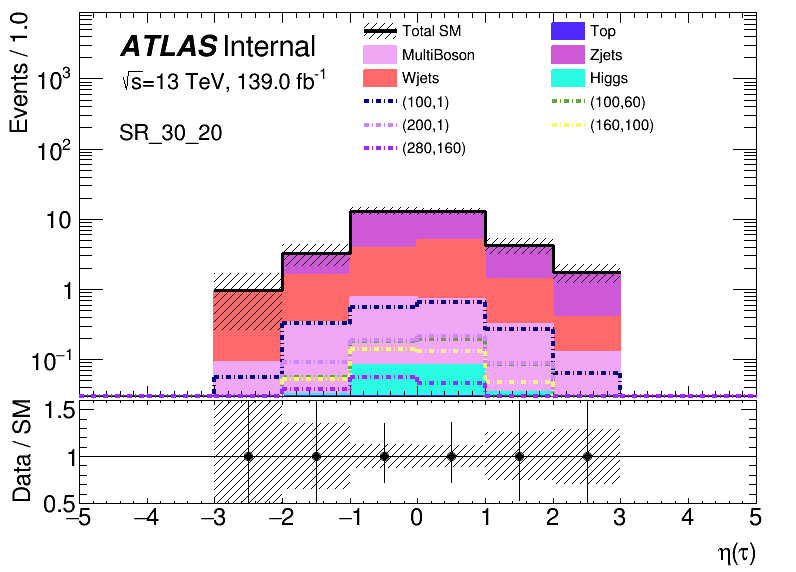 Events / 1.0
ATLAS Internal
√s=13 TeV, 139.0 fb⁻¹
SR_30_20
Total SM
Top
MultiBoson
Zjets
Wjets
Higgs
(100,1)
(100,60)
(200,1)
(160,100)
(280,160)
10³
10²
10
1
10⁻¹
Data / SM
1.5
1
0.5
−5 −4 −3 −2 −1 0 1 2 3 4 5
η(τ)